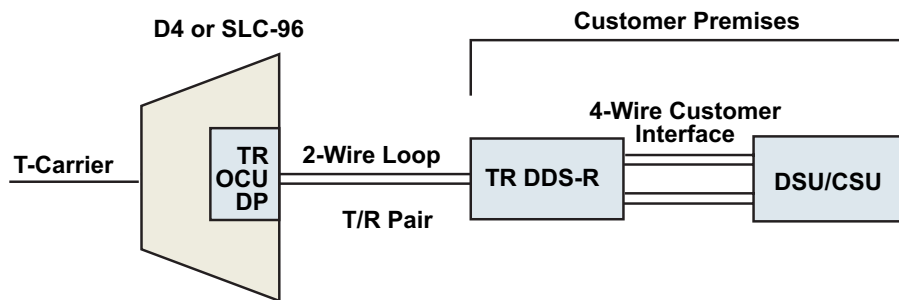 Customer Premises
D4 or SLC-96
4-Wire Customer
Interface
T-Carrier
TR
OCU
DP
2-Wire Loop
T/R Pair
TR DDS-R
DSU/CSU